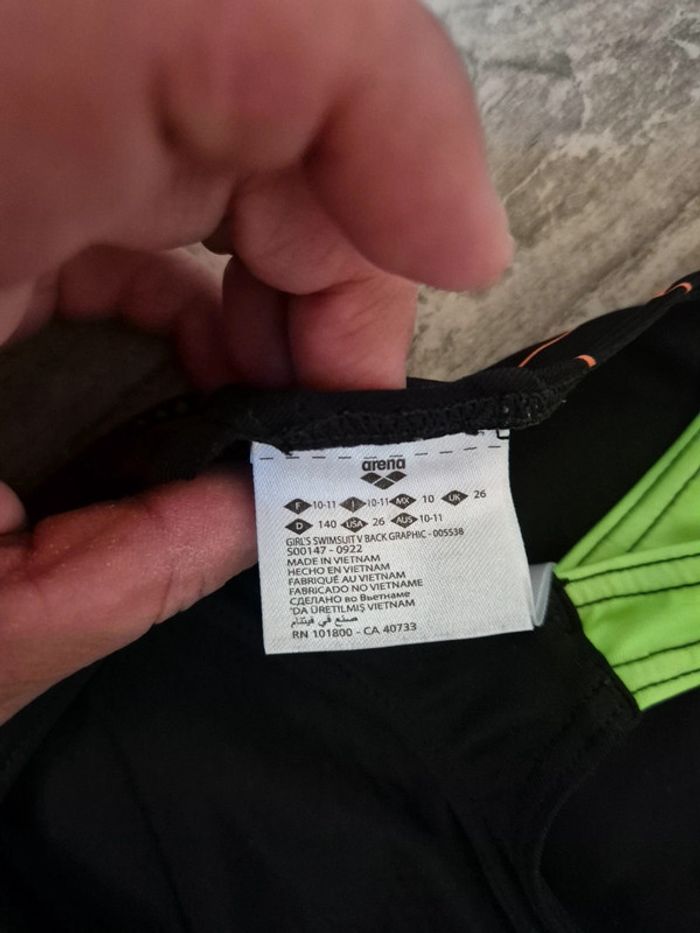 arena
F 10-11 I 10-11 MX 10 UK 26
D 140 USA 26 AUS 10-11
GIRL'S SWIMSUIT V BACK GRAPHIC - 005538
S00147 - 0922
MADE IN VIETNAM
HECHO EN VIETNAM
FABRIQUÉ AU VIETNAM
FABRICADO NO VIETNAME
СДЕЛАНО во Вьетнаме
'DA ÜRETILMIŞ VIETNAM
صنع في فيتنام
RN 101800 - CA 40733